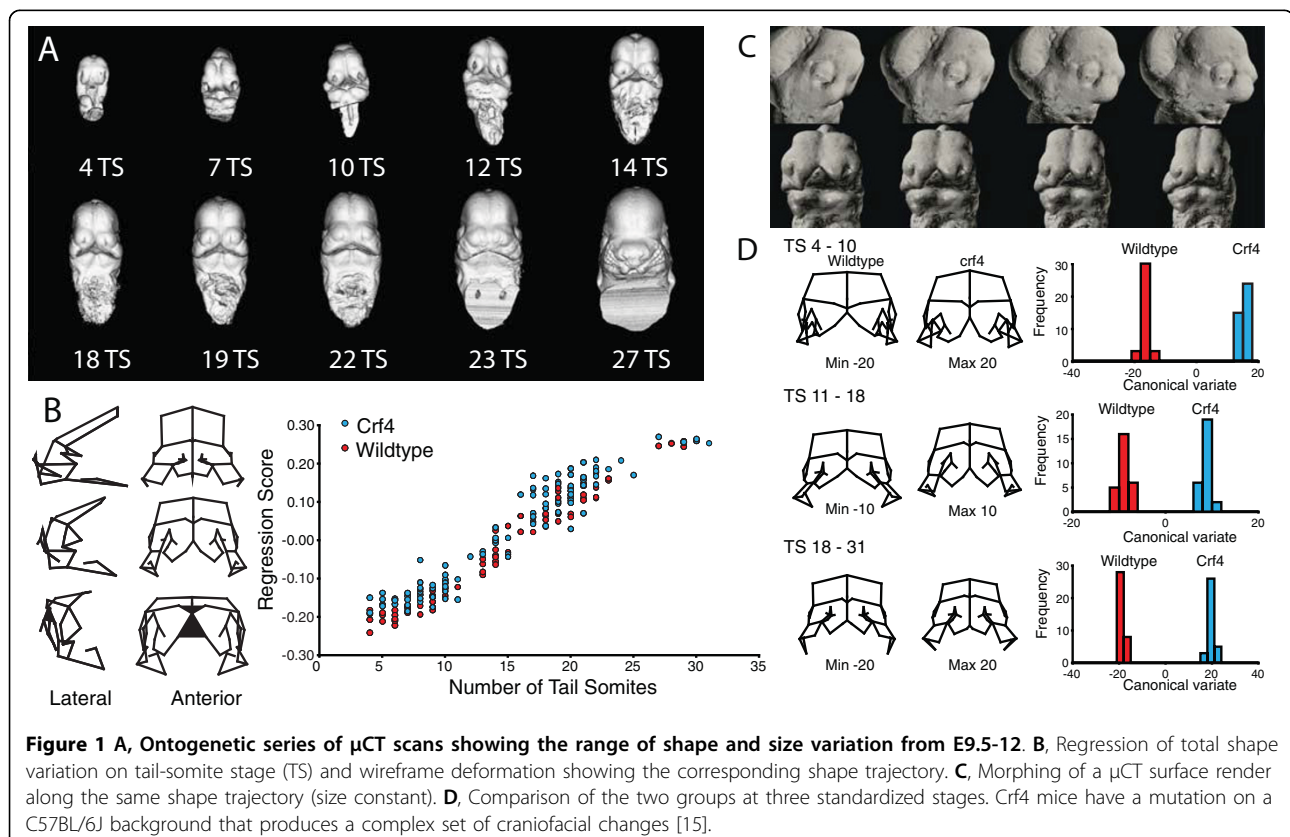 A
4 TS 7 TS 10 TS 12 TS 14 TS
18 TS 19 TS 22 TS 23 TS 27 TS
B
Lateral Anterior
Crf4
Wildtype
Regression Score
0.30
0.20
0.10
-0.00
-0.10
-0.20
-0.30
0 5 10 15 20 25 30 35
Number of Tail Somites
C
D
TS 4 - 10
Wildtype crf4
Min -20 Max 20
Wildtype Crf4
Frequency
30
20
10
0
-40 -20 0 20 40
Canonical variate
TS 11 - 18
Min -10 Max 10
Wildtype Crf4
Frequency
20
15
10
5
0
-20 0 20
Canonical variate
TS 18 - 31
Min -20 Max 20
Wildtype Crf4
Frequency
30
20
10
0
-40 -20 0 20 40
Canonical variate
Figure 1 A, Ontogenetic series of μCT scans showing the range of shape and size variation from E9.5-12. B, Regression of total shape
variation on tail-somite stage (TS) and wireframe deformation showing the corresponding shape trajectory. C, Morphing of a μCT surface render
along the same shape trajectory (size constant). D, Comparison of the two groups at three standardized stages. Crf4 mice have a mutation on a
C57BL/6J background that produces a complex set of craniofacial changes [15].